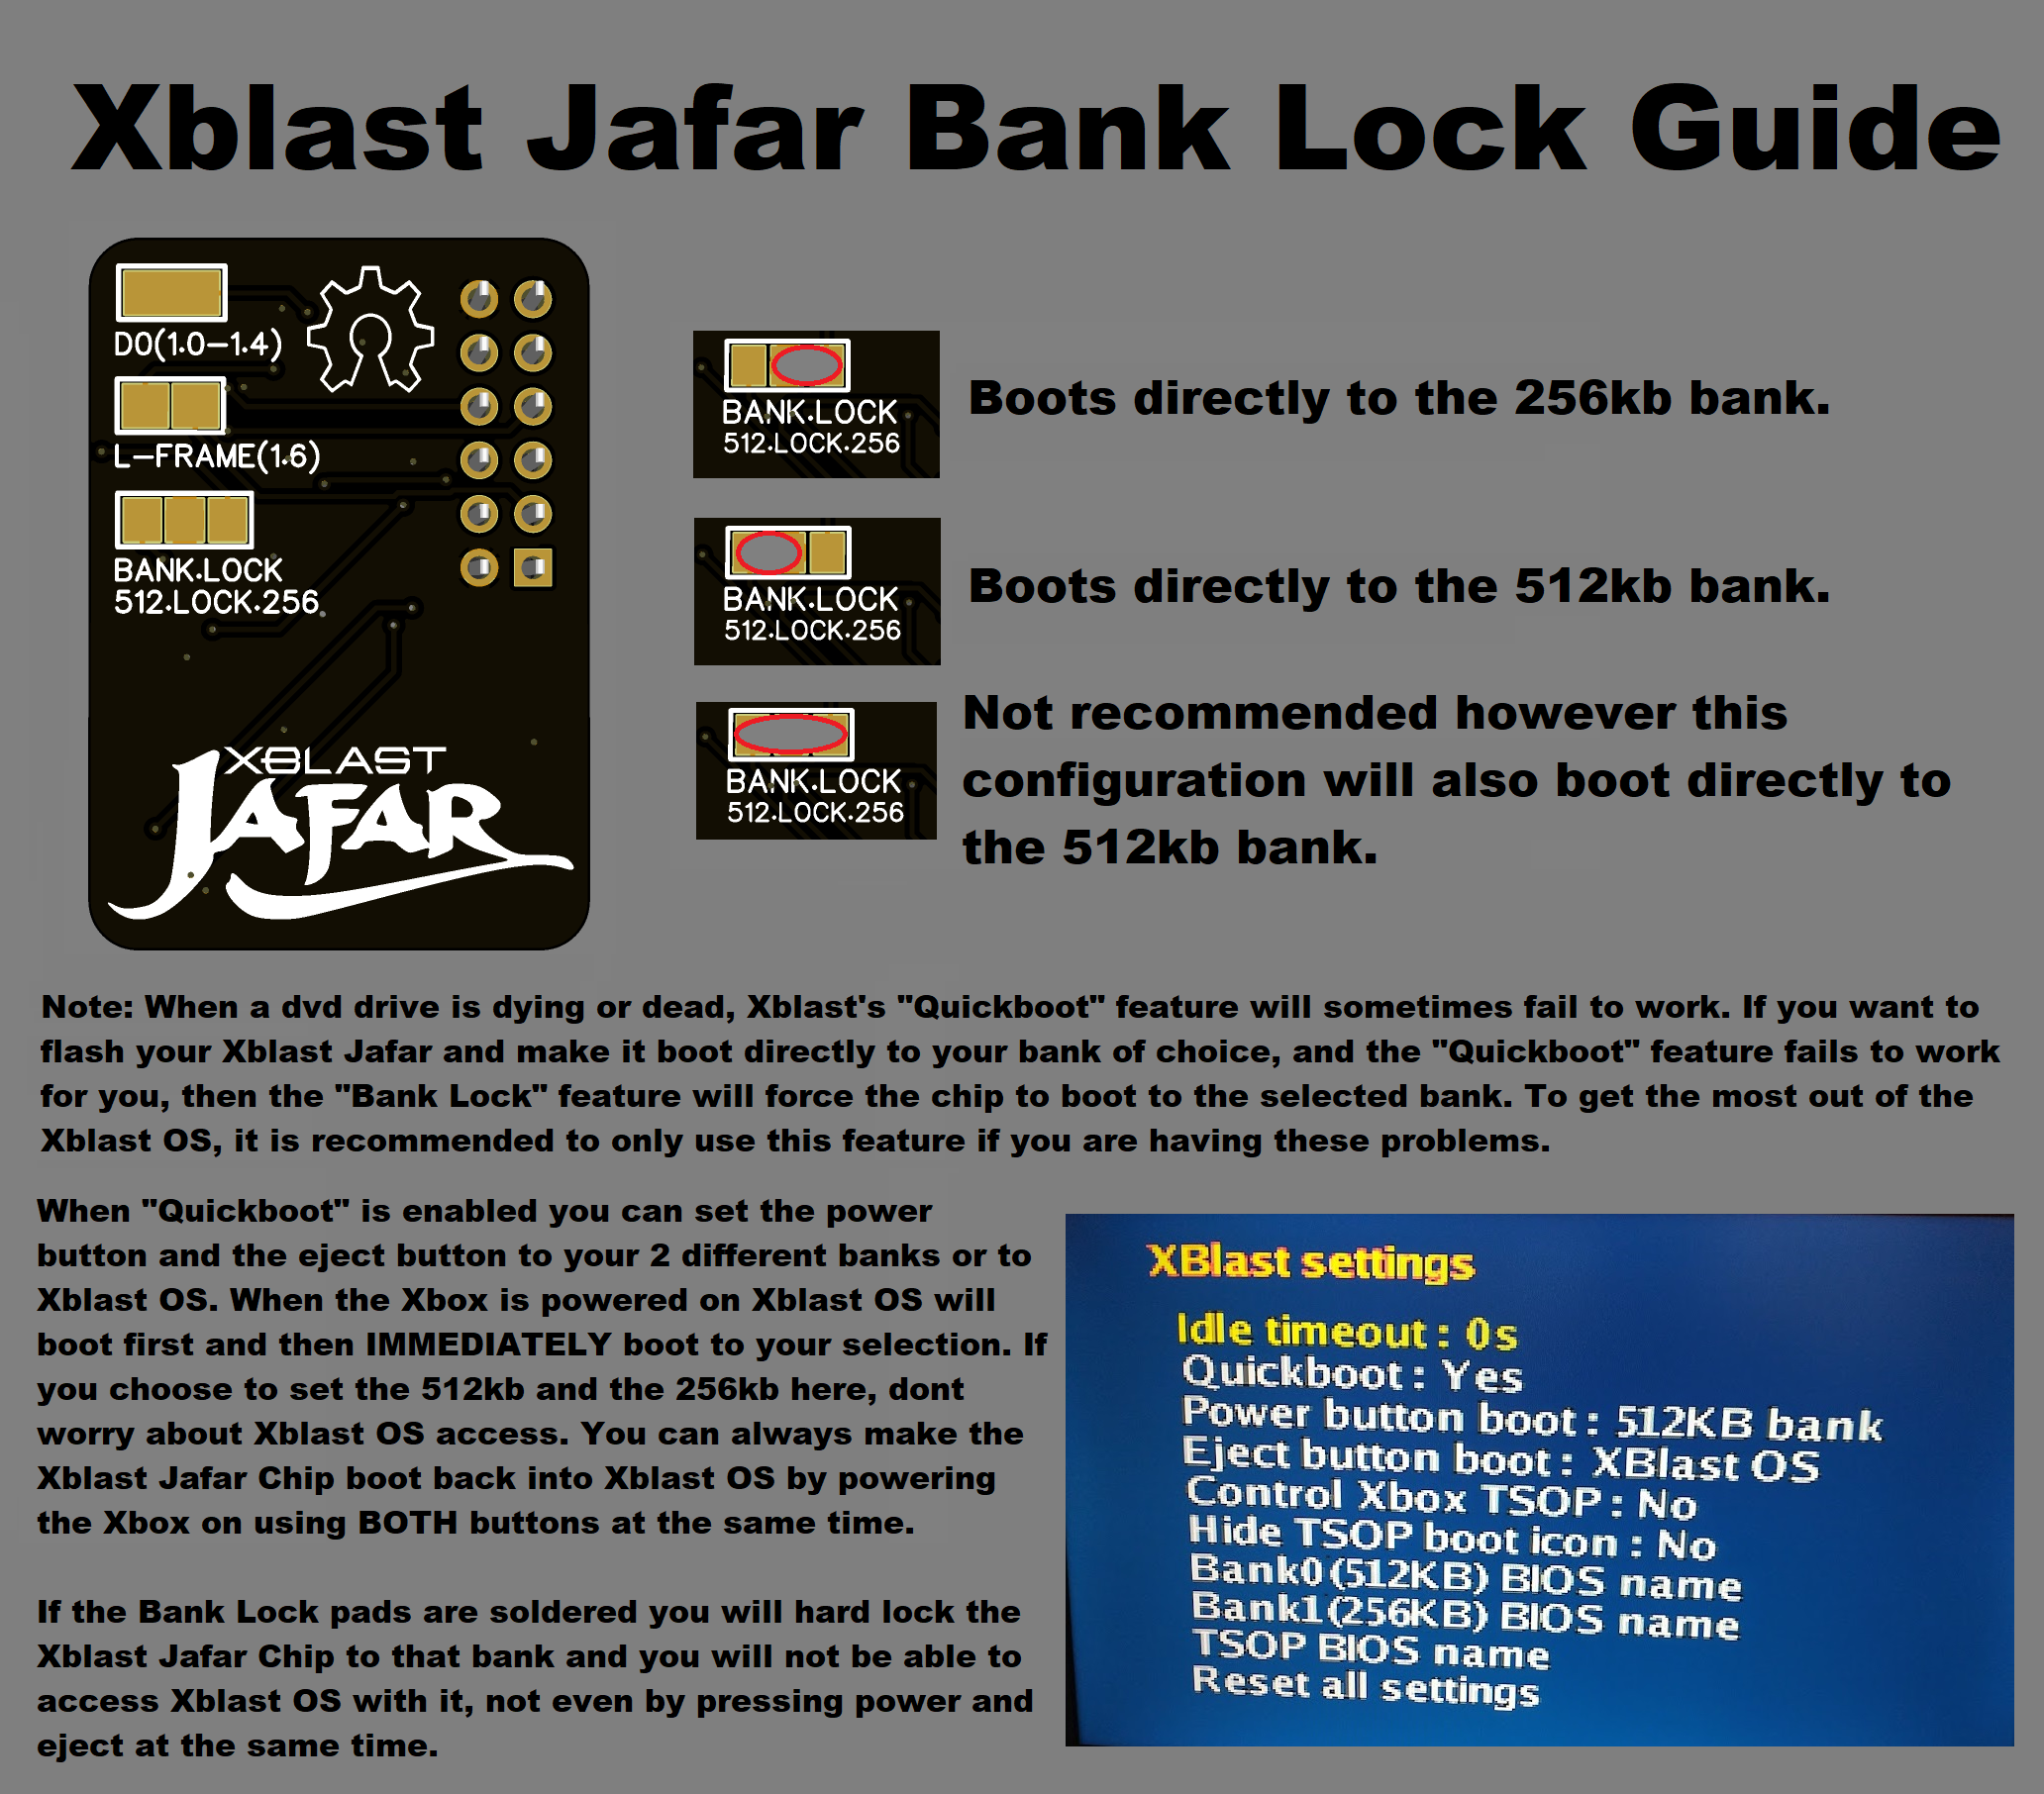 Xblast Jafar Bank Lock Guide
D0(1.0-1.4)
L-FRAME(1.6)
BANK.LOCK
512.LOCK.256
XBLAST
JAFAR
BANK.LOCK
512.LOCK.256
Boots directly to the 256kb bank.
BANK.LOCK
512.LOCK.256
Boots directly to the 512kb bank.
BANK.LOCK
512.LOCK.256
Not recommended however this
configuration will also boot directly to
the 512kb bank.
Note: When a dvd drive is dying or dead, Xblast's "Quickboot" feature will sometimes fail to work. If you want to
flash your Xblast Jafar and make it boot directly to your bank of choice, and the "Quickboot" feature fails to work
for you, then the "Bank Lock" feature will force the chip to boot to the selected bank. To get the most out of the
Xblast OS, it is recommended to only use this feature if you are having these problems.
When "Quickboot" is enabled you can set the power
button and the eject button to your 2 different banks or to
Xblast OS. When the Xbox is powered on Xblast OS will
boot first and then IMMEDIATELY boot to your selection. If
you choose to set the 512kb and the 256kb here, dont
worry about Xblast OS access. You can always make the
Xblast Jafar Chip boot back into Xblast OS by powering
the Xbox on using BOTH buttons at the same time.
If the Bank Lock pads are soldered you will hard lock the
Xblast Jafar Chip to that bank and you will not be able to
access Xblast OS with it, not even by pressing power and
eject at the same time.
XBlast settings
Idle timeout : 0s
Quickboot : Yes
Power button boot : 512KB bank
Eject button boot : XBlast OS
Control Xbox TSOP : No
Hide TSOP boot icon : No
Bank0(512KB) BIOS name
Bank1(256KB) BIOS name
TSOP BIOS name
Reset all settings